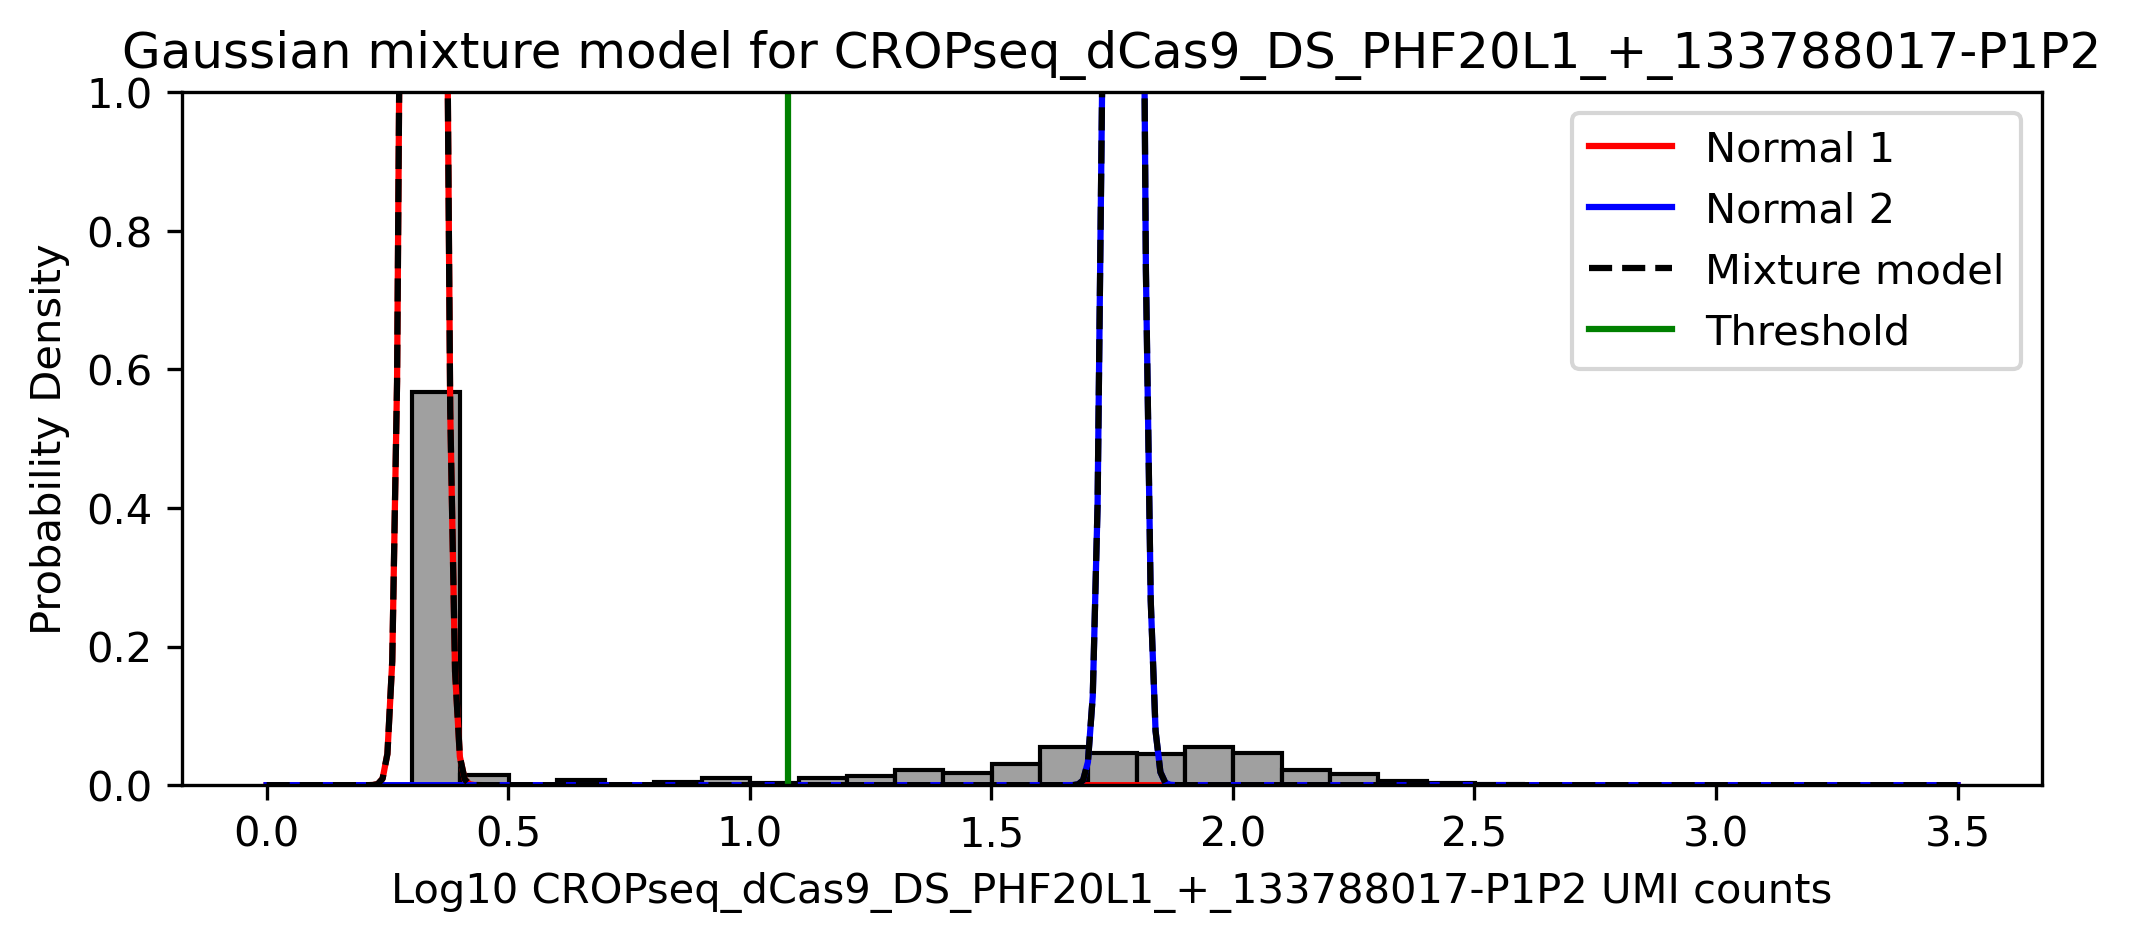 Gaussian mixture model for CROPseq_dCas9_DS_PHF20L1_+_133788017-P1P2
1.0
0.8
0.6
0.4
0.2
0.0
Probability Density
Normal 1
Normal 2
Mixture model
Threshold
0.0 0.5 1.0 1.5 2.0 2.5 3.0 3.5
Log10 CROPseq_dCas9_DS_PHF20L1_+_133788017-P1P2 UMI counts